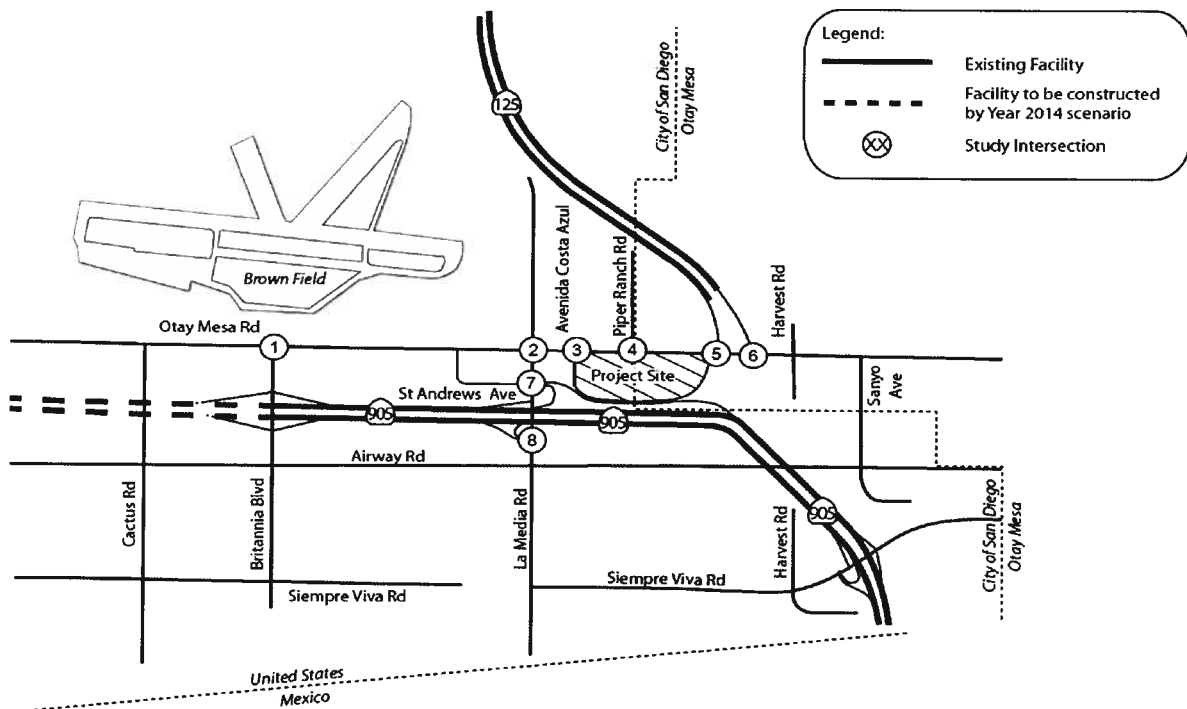 Legend:
Existing Facility
Facility to be constructed
by Year 2014 scenario
XX
Study Intersection
125
City of San Diego
Otay Mesa
Brown Field
Avenida Costa Azul
Piper Ranch Rd
Harvest Rd
Otay Mesa Rd
1
2
3
4
5
6
Project Site
7
St Andrews Ave
Sanyo
Ave
905
905
8
Airway Rd
Cactus Rd
Britannia Blvd
La Media Rd
Harvest Rd
905
City of San Diego
Otay Mesa
Siempre Viva Rd
Siempre Viva Rd
United States
Mexico